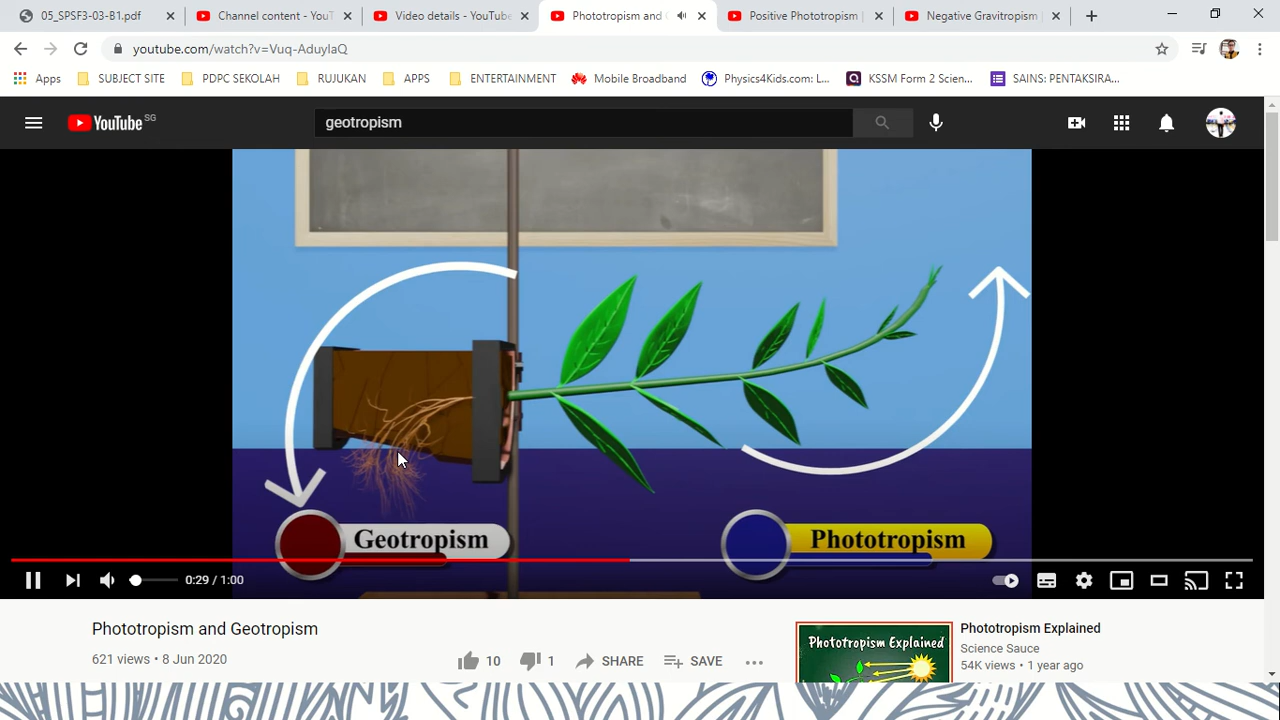 05_SPSF3-03-B1.pdf
Channel content - YouT
Video details - YouTube
Phototropism and G
Positive Phototropism |
Negative Gravitropism |
youtube.com/watch?v=Vuq-AduylaQ
Apps
SUBJECT SITE
PDPC SEKOLAH
RUJUKAN
APPS
ENTERTAINMENT
Mobile Broadband
Physics4Kids.com: L...
KSSM Form 2 Scien...
SAINS: PENTAKSIRA...
YouTube SG
geotropism
Geotropism
Phototropism
0:29 / 1:00
Phototropism and Geotropism
621 views • 8 Jun 2020
10
1
SHARE
SAVE
Phototropism Explained
Phototropism Explained
Science Sauce
54K views • 1 year ago